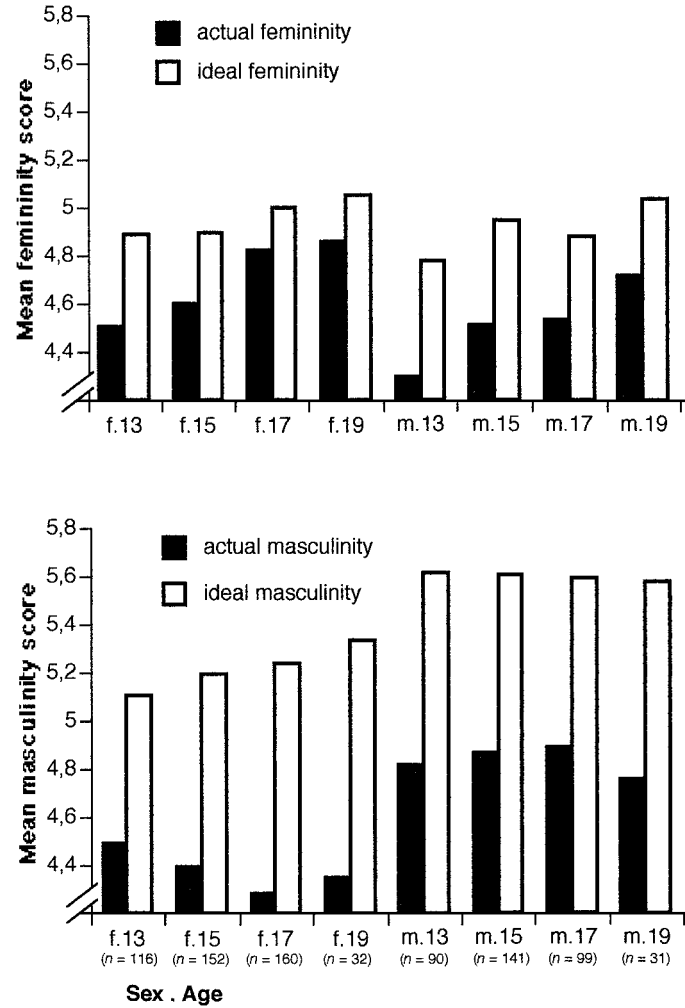 5,8
actual femininity
5,6
ideal femininity
5,4
5,2
5
4,8
4,6
4,4
Mean femininity score
f.13 f.15 f.17 f.19 m.13 m.15 m.17 m.19
5,8
actual masculinity
5,6
ideal masculinity
5,4
5,2
5
4,8
4,6
4,4
Mean masculinity score
f.13 f.15 f.17 f.19 m.13 m.15 m.17 m.19
(n = 116) (n = 152) (n = 160) (n = 32) (n = 90) (n = 141) (n = 99) (n = 31)
Sex . Age